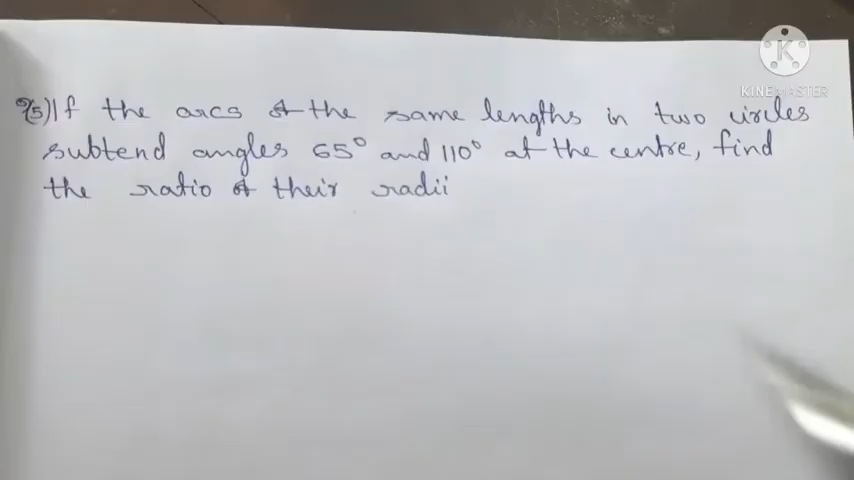 K
KINEMASTER
Q5) If the arcs of the same lengths in two circles
subtend angles 65° and 110° at the centre, find
the ratio of their radii